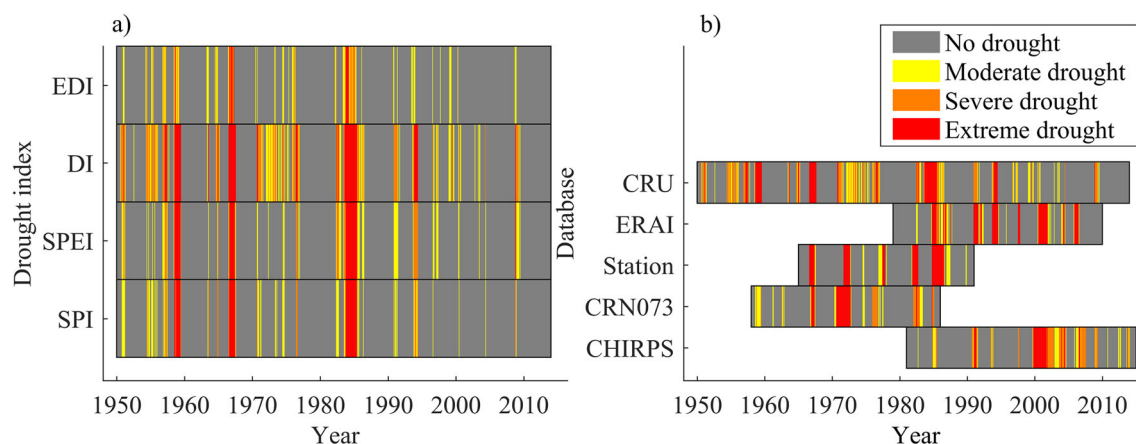 a)
Drought index
EDI
DI
SPEI
SPI
1950 1960 1970 1980 1990 2000 2010
Year
b)
No drought
Moderate drought
Severe drought
Extreme drought
Database
CRU
ERAI
Station
CRN073
CHIRPS
1950 1960 1970 1980 1990 2000 2010
Year